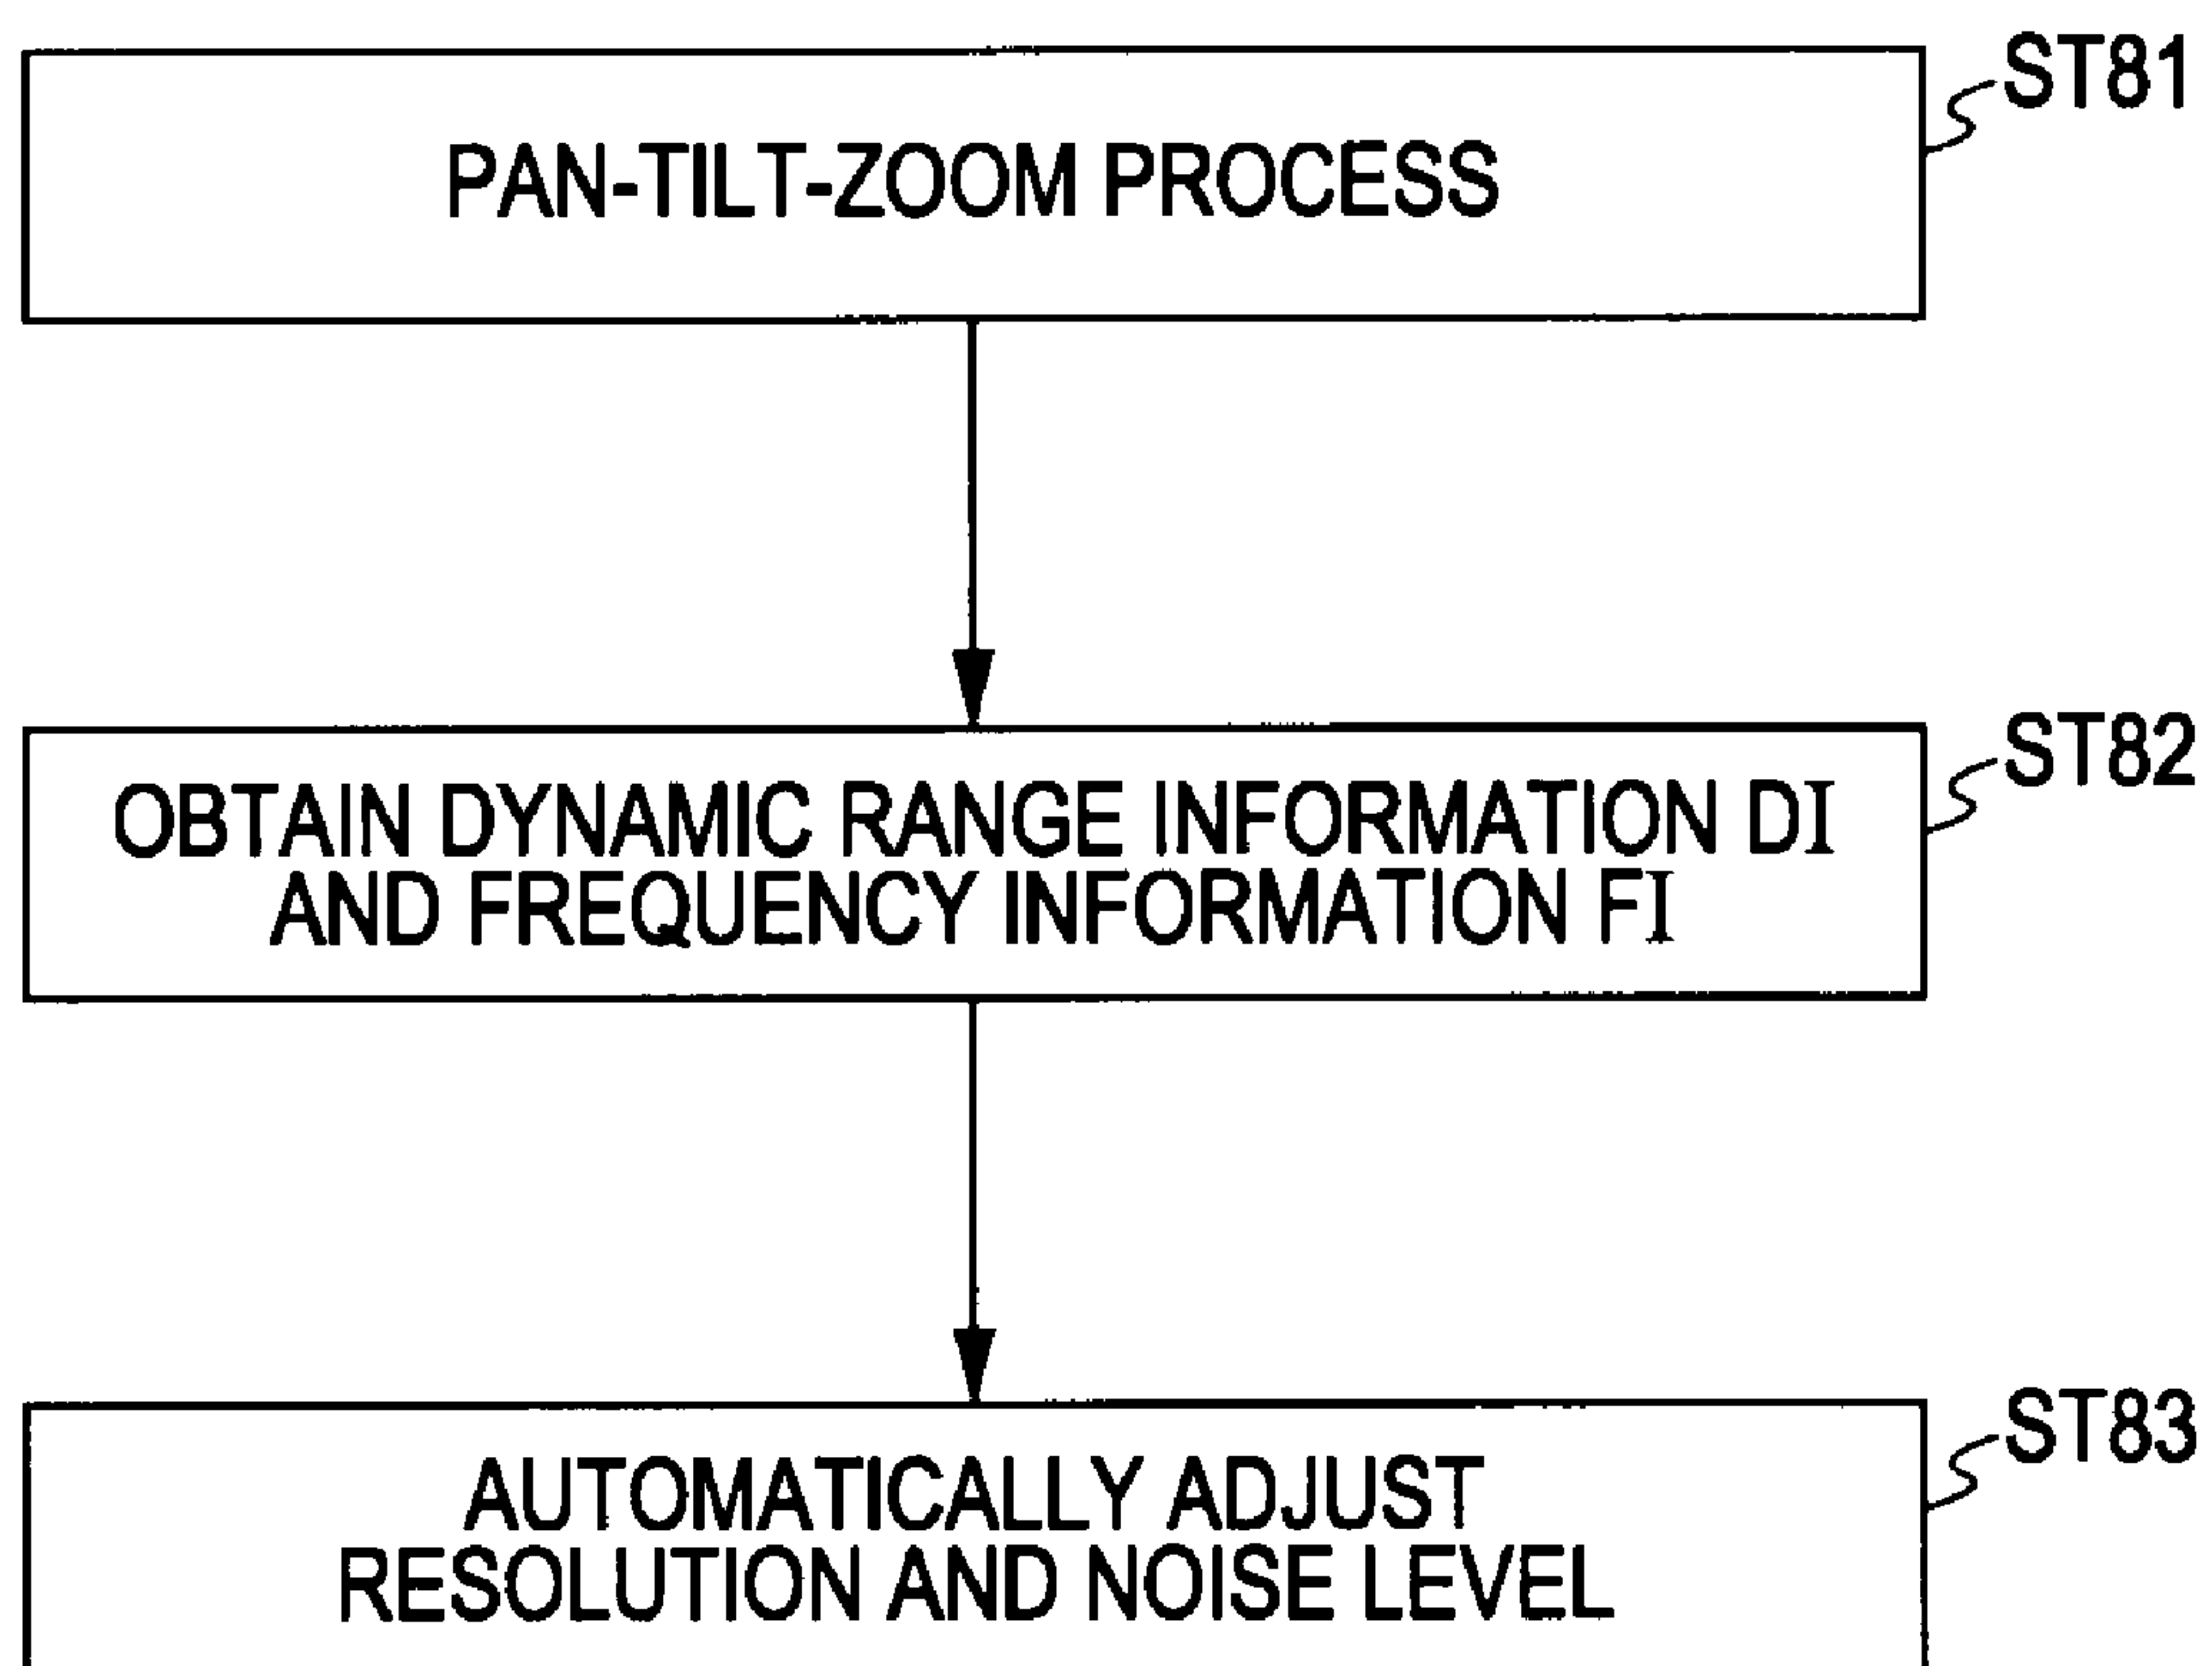 ST81
PAN-TILT-ZOOM PROCESS
ST82
OBTAIN DYNAMIC RANGE INFORMATION DI
AND FREQUENCY INFORMATION FI
ST83
AUTOMATICALLY ADJUST
RESOLUTION AND NOISE LEVEL